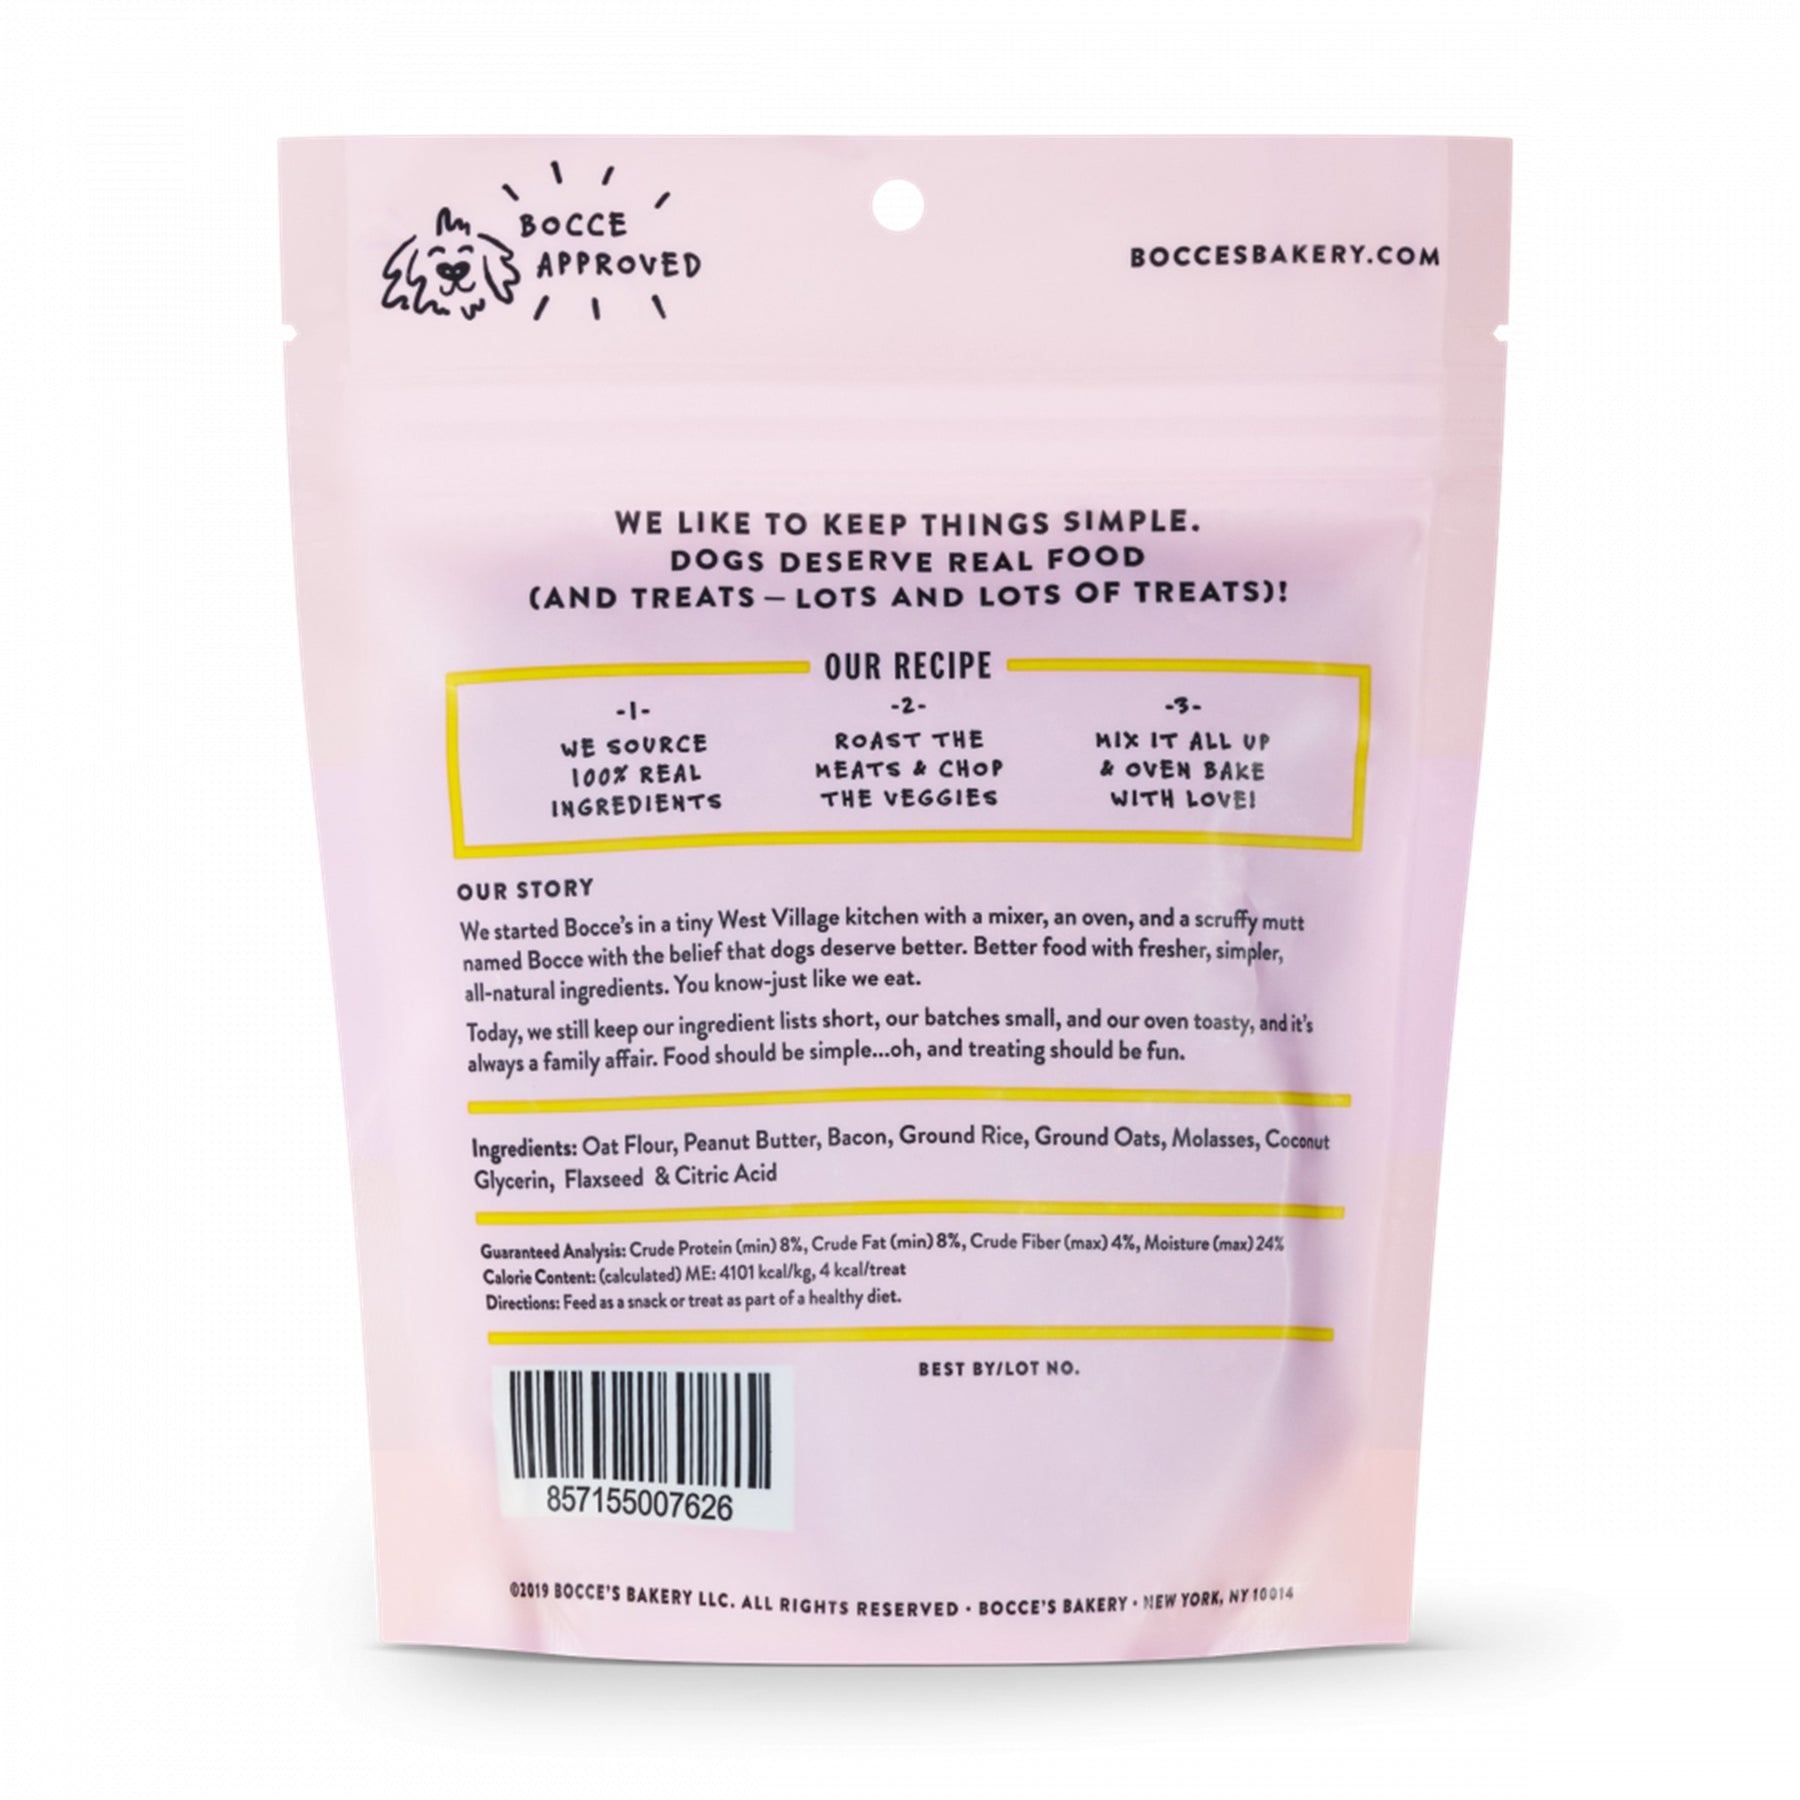 BOCCE
APPROVED
BOCCESBAKERY.COM
WE LIKE TO KEEP THINGS SIMPLE.
DOGS DESERVE REAL FOOD
(AND TREATS — LOTS AND LOTS OF TREATS)!
OUR RECIPE
-1-
WE SOURCE
100% REAL
INGREDIENTS
-2-
ROAST THE
MEATS & CHOP
THE VEGGIES
-3-
MIX IT ALL UP
& OVEN BAKE
WITH LOVE!
OUR STORY
We started Bocce's in a tiny West Village kitchen with a mixer, an oven, and a scruffy mutt
named Bocce with the belief that dogs deserve better. Better food with fresher, simpler,
all-natural ingredients. You know-just like we eat.
Today, we still keep our ingredient lists short, our batches small, and our oven toasty, and it's
always a family affair. Food should be simple...oh, and treating should be fun.
Ingredients: Oat Flour, Peanut Butter, Bacon, Ground Rice, Ground Oats, Molasses, Coconut
Glycerin, Flaxseed & Citric Acid
Guaranteed Analysis: Crude Protein (min) 8%, Crude Fat (min) 8%, Crude Fiber (max) 4%, Moisture (max) 24%
Calorie Content: (calculated) ME: 4101 kcal/kg, 4 kcal/treat
Directions: Feed as a snack or treat as part of a healthy diet.
BEST BY/LOT NO.
857155007626
©2019 BOCCE'S BAKERY LLC. ALL RIGHTS RESERVED • BOCCE'S BAKERY • NEW YORK, NY 10014